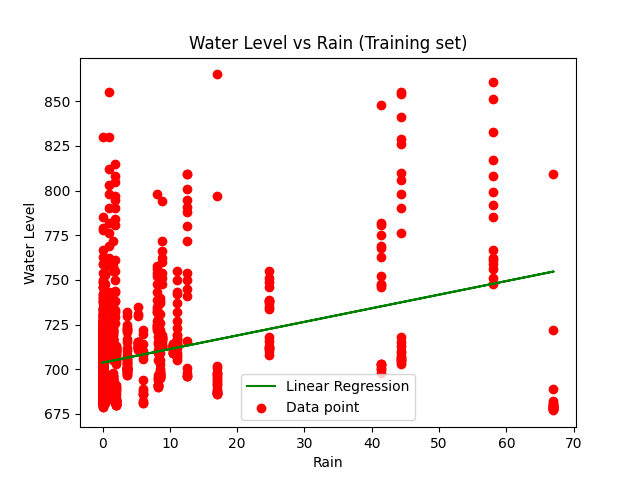 Water Level vs Rain (Training set)
850
825
800
775
750
725
700
675
Water Level
0 10 20 30 40 50 60 70
Rain
Linear Regression
Data point